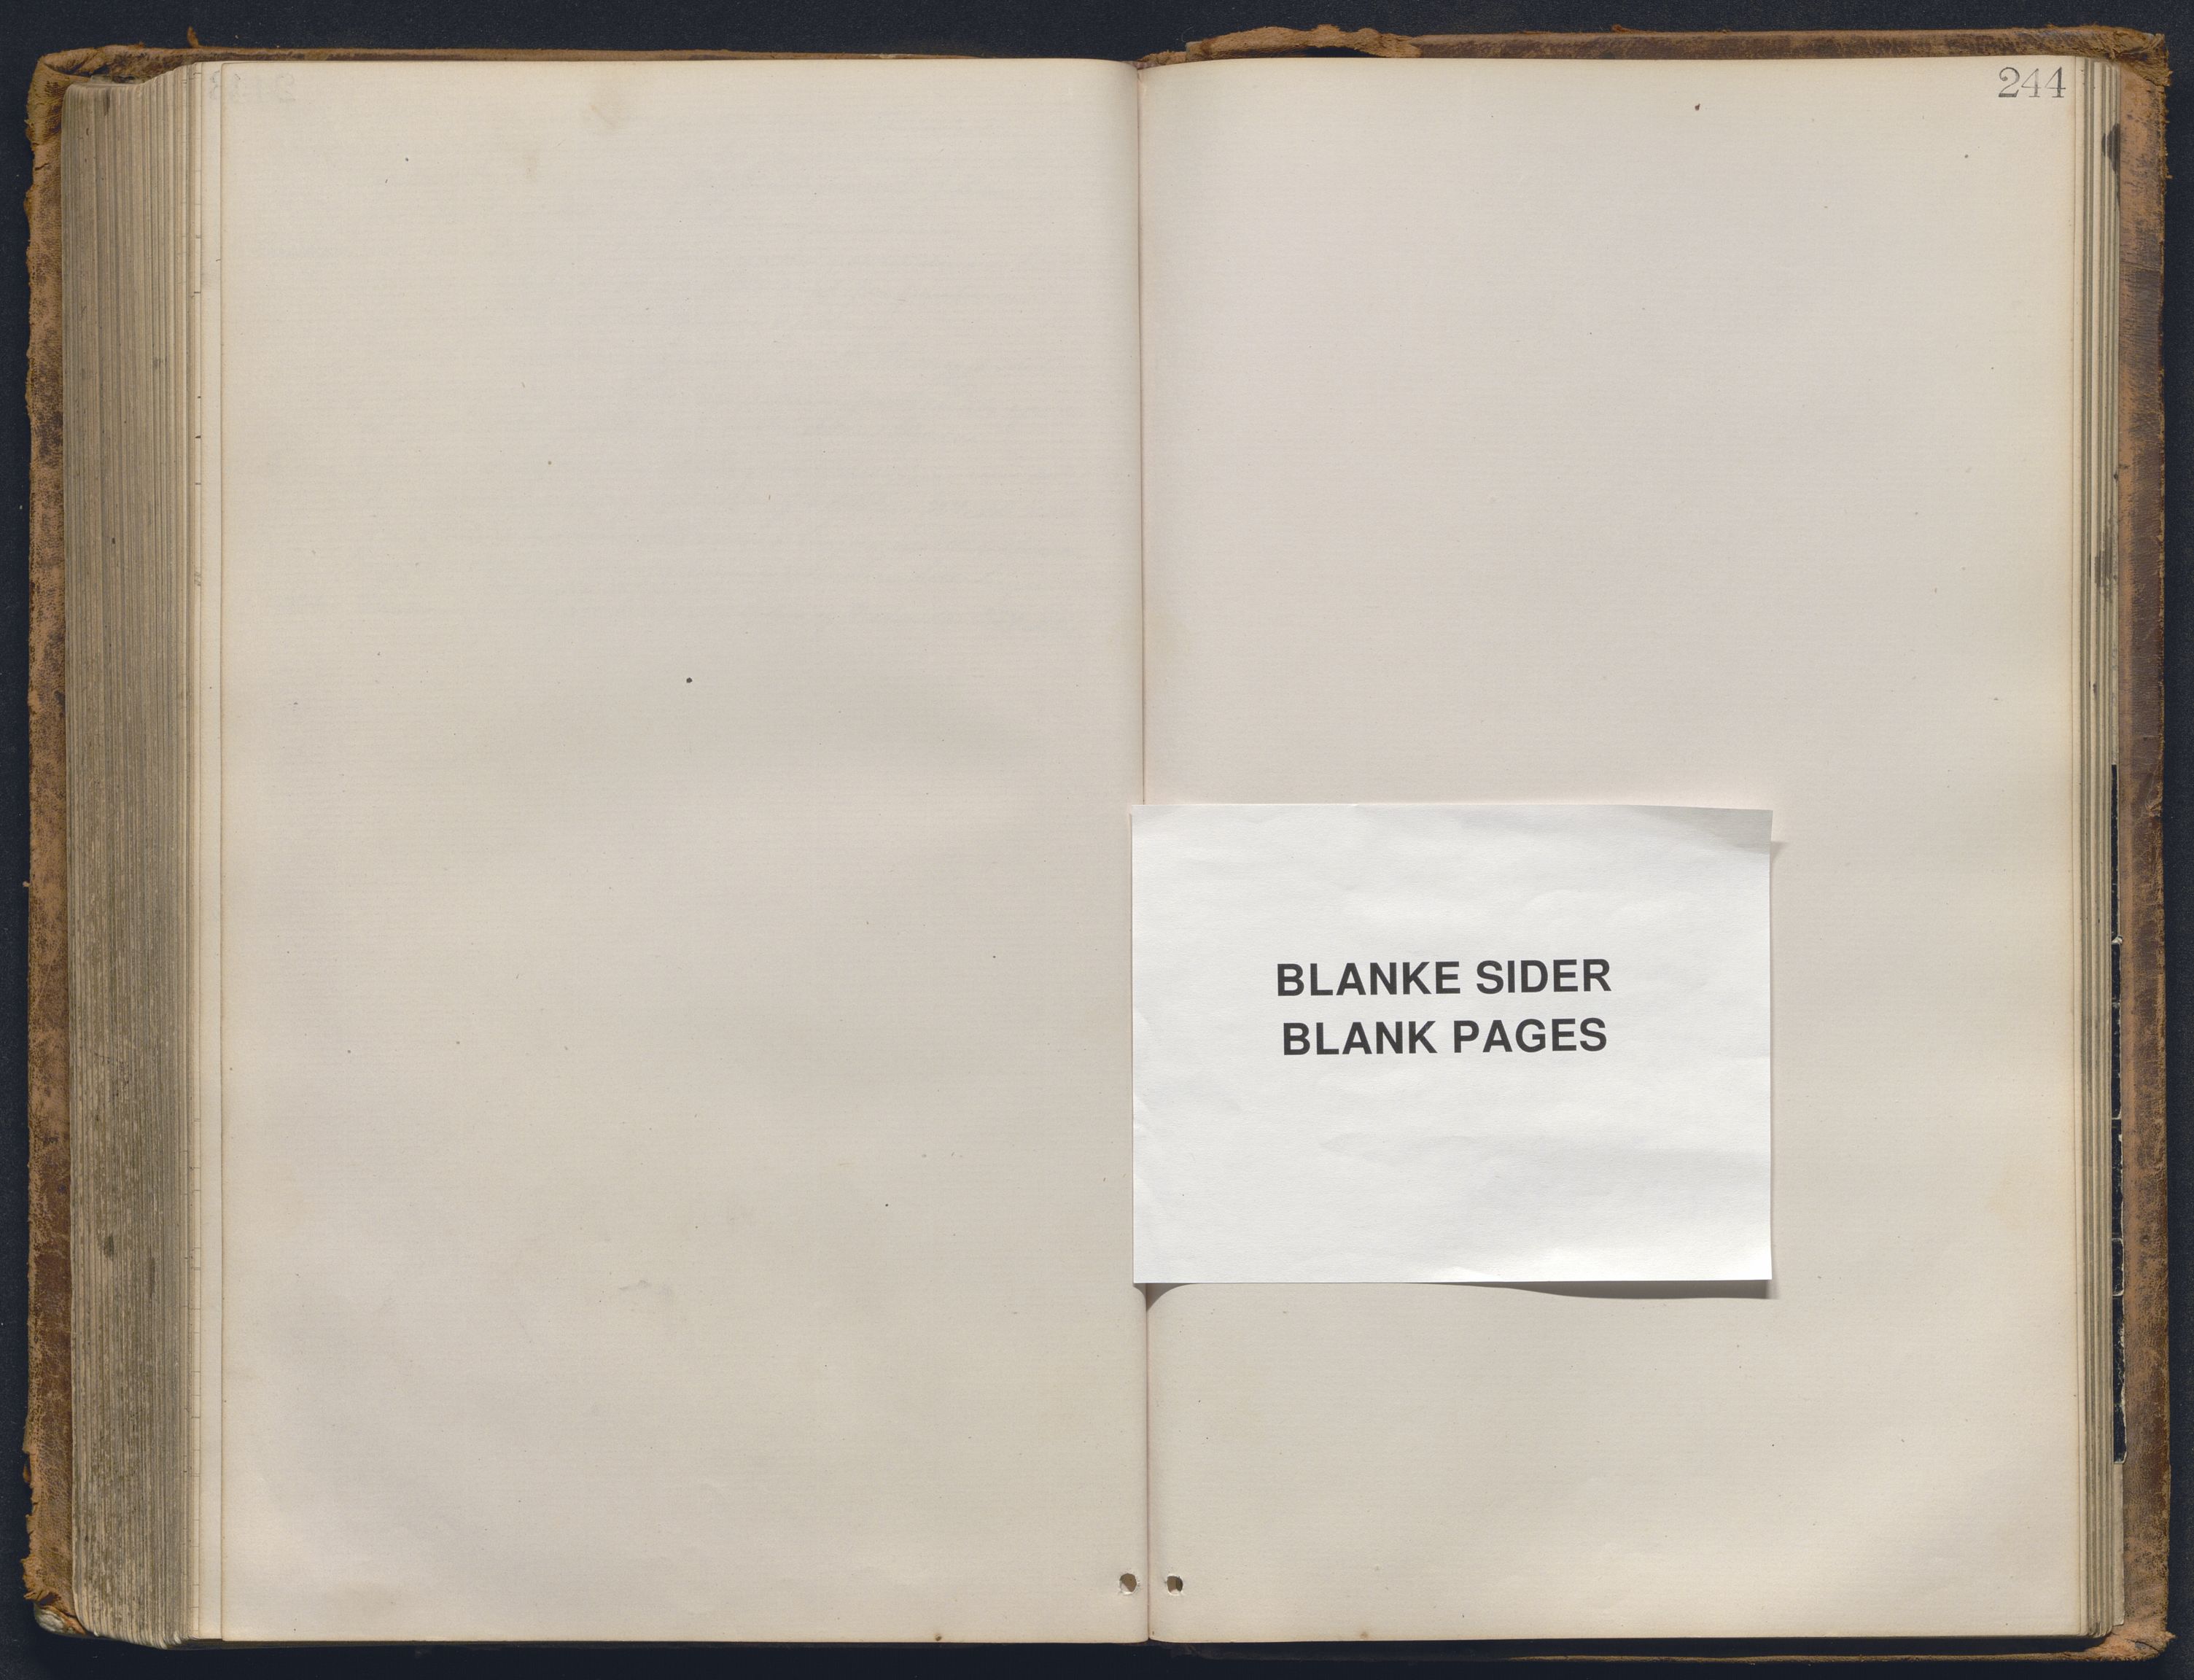 244
BLANKE SIDER
BLANK PAGES